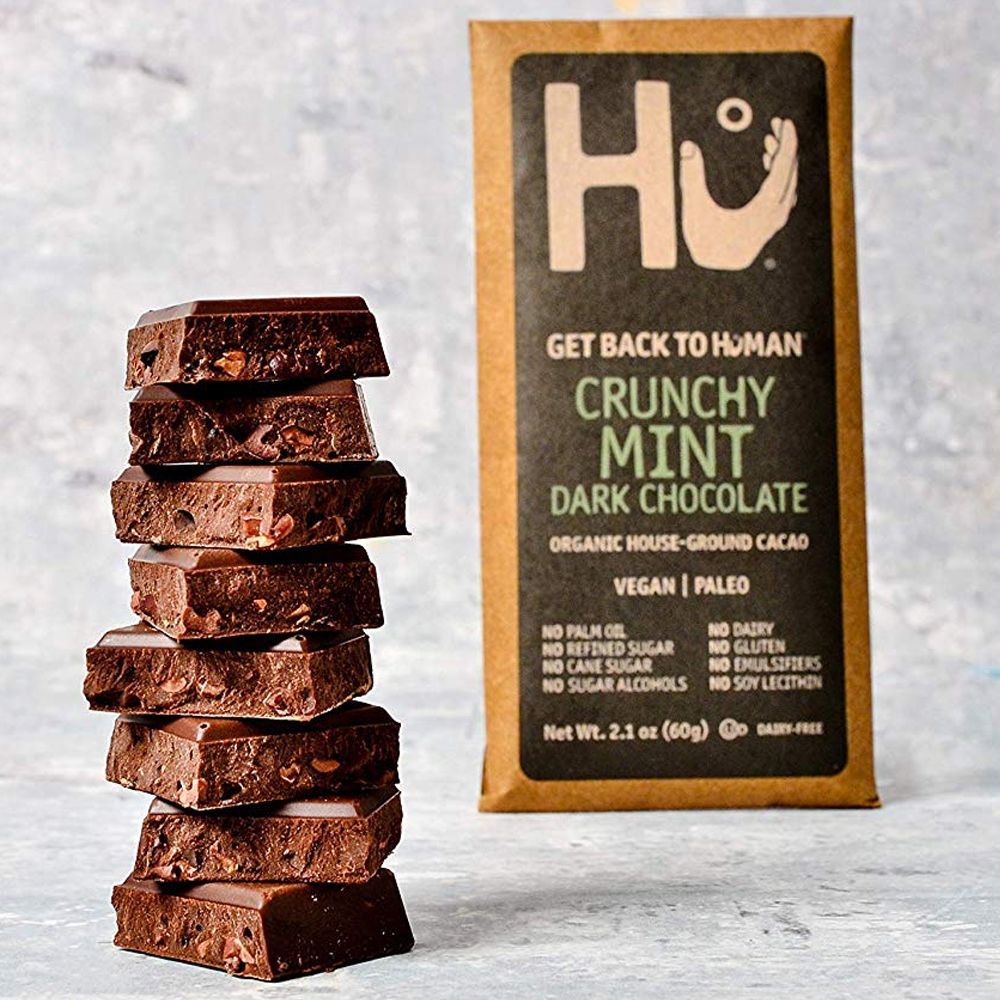 Hu
GET BACK TO HUMAN
CRUNCHY
MINT
DARK CHOCOLATE
ORGANIC HOUSE-GROUND CACAO
VEGAN | PALEO
NO PALM OIL NO DAIRY
NO REFINED SUGAR NO GLUTEN
NO CANE SUGAR NO EMULSIFIERS
NO SUGAR ALCOHOLS NO SOY LECITHIN
Net Wt. 2.1 oz (60g) DAIRY-FREE